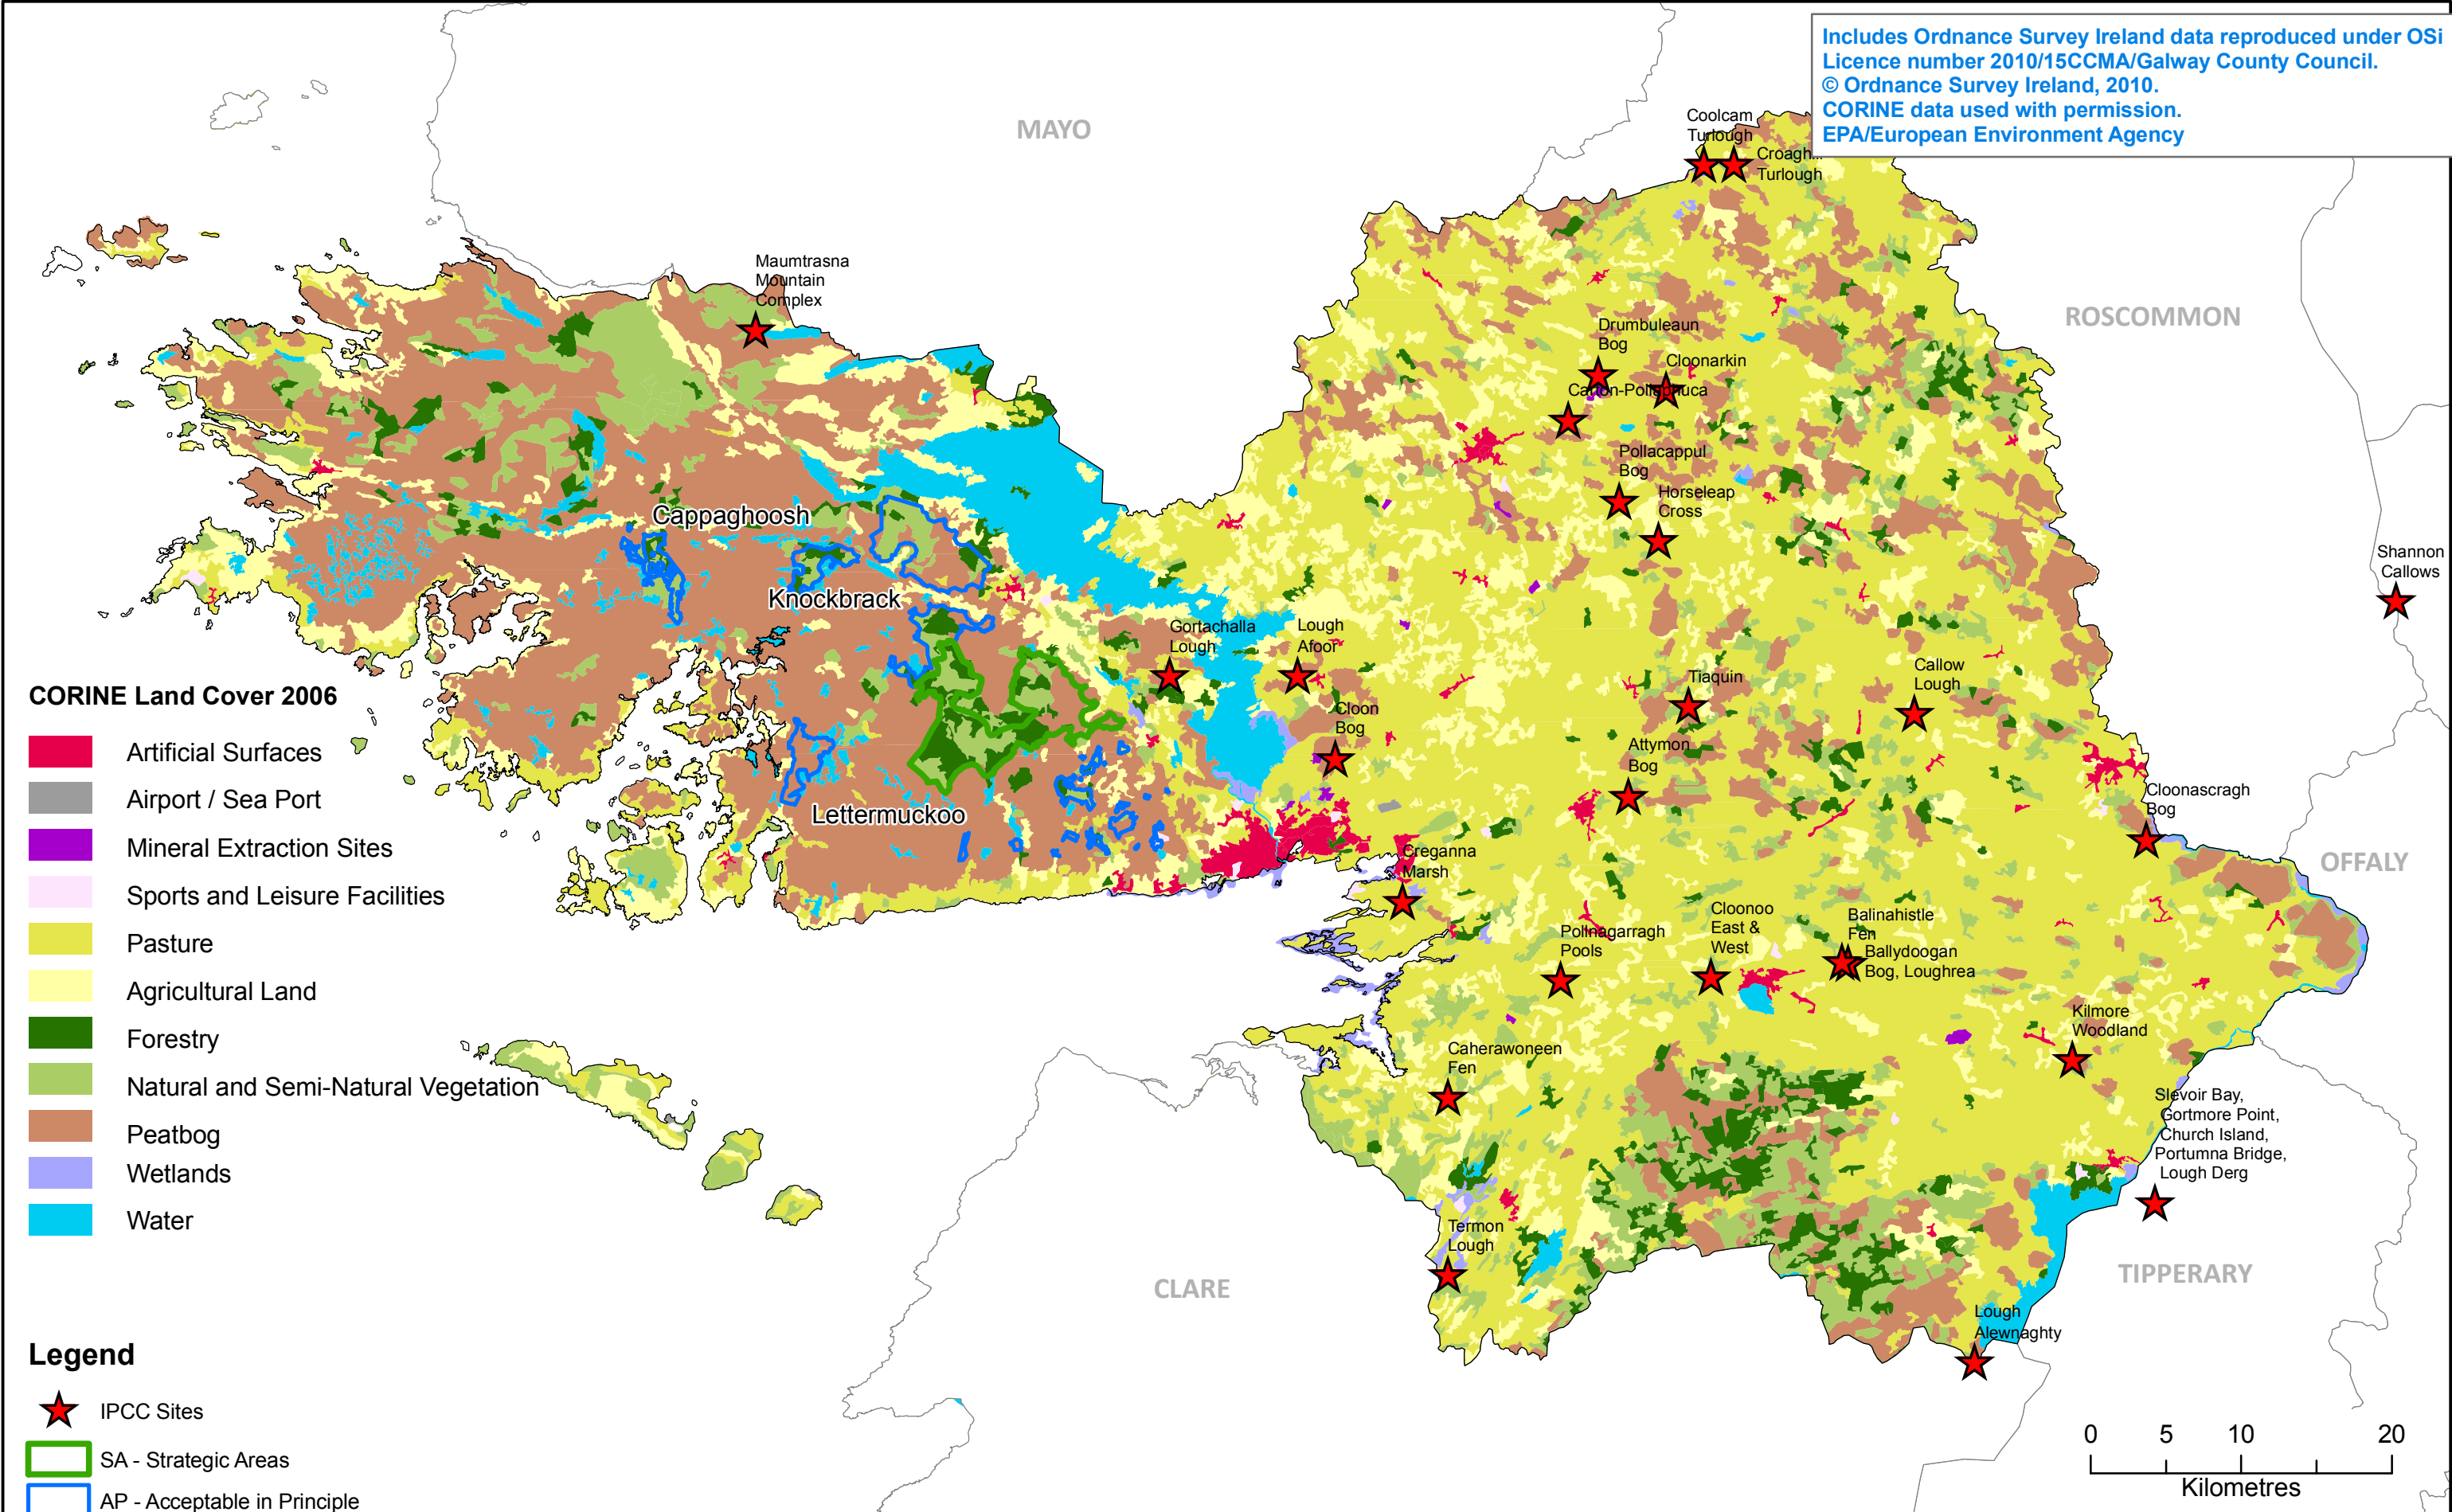 Includes Ordnance Survey Ireland data reproduced under OSi
Licence number 2010/15CCMA/Galway County Council.
© Ordnance Survey Ireland, 2010.
CORINE data used with permission.
EPA/European Environment Agency
MAYO
Coolcam
Turlough
Turlough
Maumtrasna
Mountain
Complex
ROSCOMMON
Drumbuleaun
Bog
Cloonarkin
Pollacappul
Bog
Horseleap
Cross
Cappaghoosh
Shannon
Callows
Knockbrack
Gortachalla
Lough
Lough
Afoor
Tiaquin
Callow
Lough
Cloon
Bog
Attymon
Bog
Lettermuckoo
Cloonascragh
Bog
OFFALY
Creganna
Marsh
Pollnagarragh
Pools
Cloonoo
East &
West
Balinahistle
Fen
Ballydoogan
Bog, Loughrea
Kilmore
Woodland
Caherawoneen
Fen
Slevoir Bay,
Gortmore Point,
Church Island,
Portumna Bridge,
Lough Derg
Termon
Lough
CLARE
TIPPERARY
Lough
Alewnaghty
CORINE Land Cover 2006
Artificial Surfaces
Airport / Sea Port
Mineral Extraction Sites
Sports and Leisure Facilities
Pasture
Agricultural Land
Forestry
Natural and Semi-Natural Vegetation
Peatbog
Wetlands
Water
Legend
IPCC Sites
SA - Strategic Areas
AP - Acceptable in Principle
0 5 10 20
Kilometres